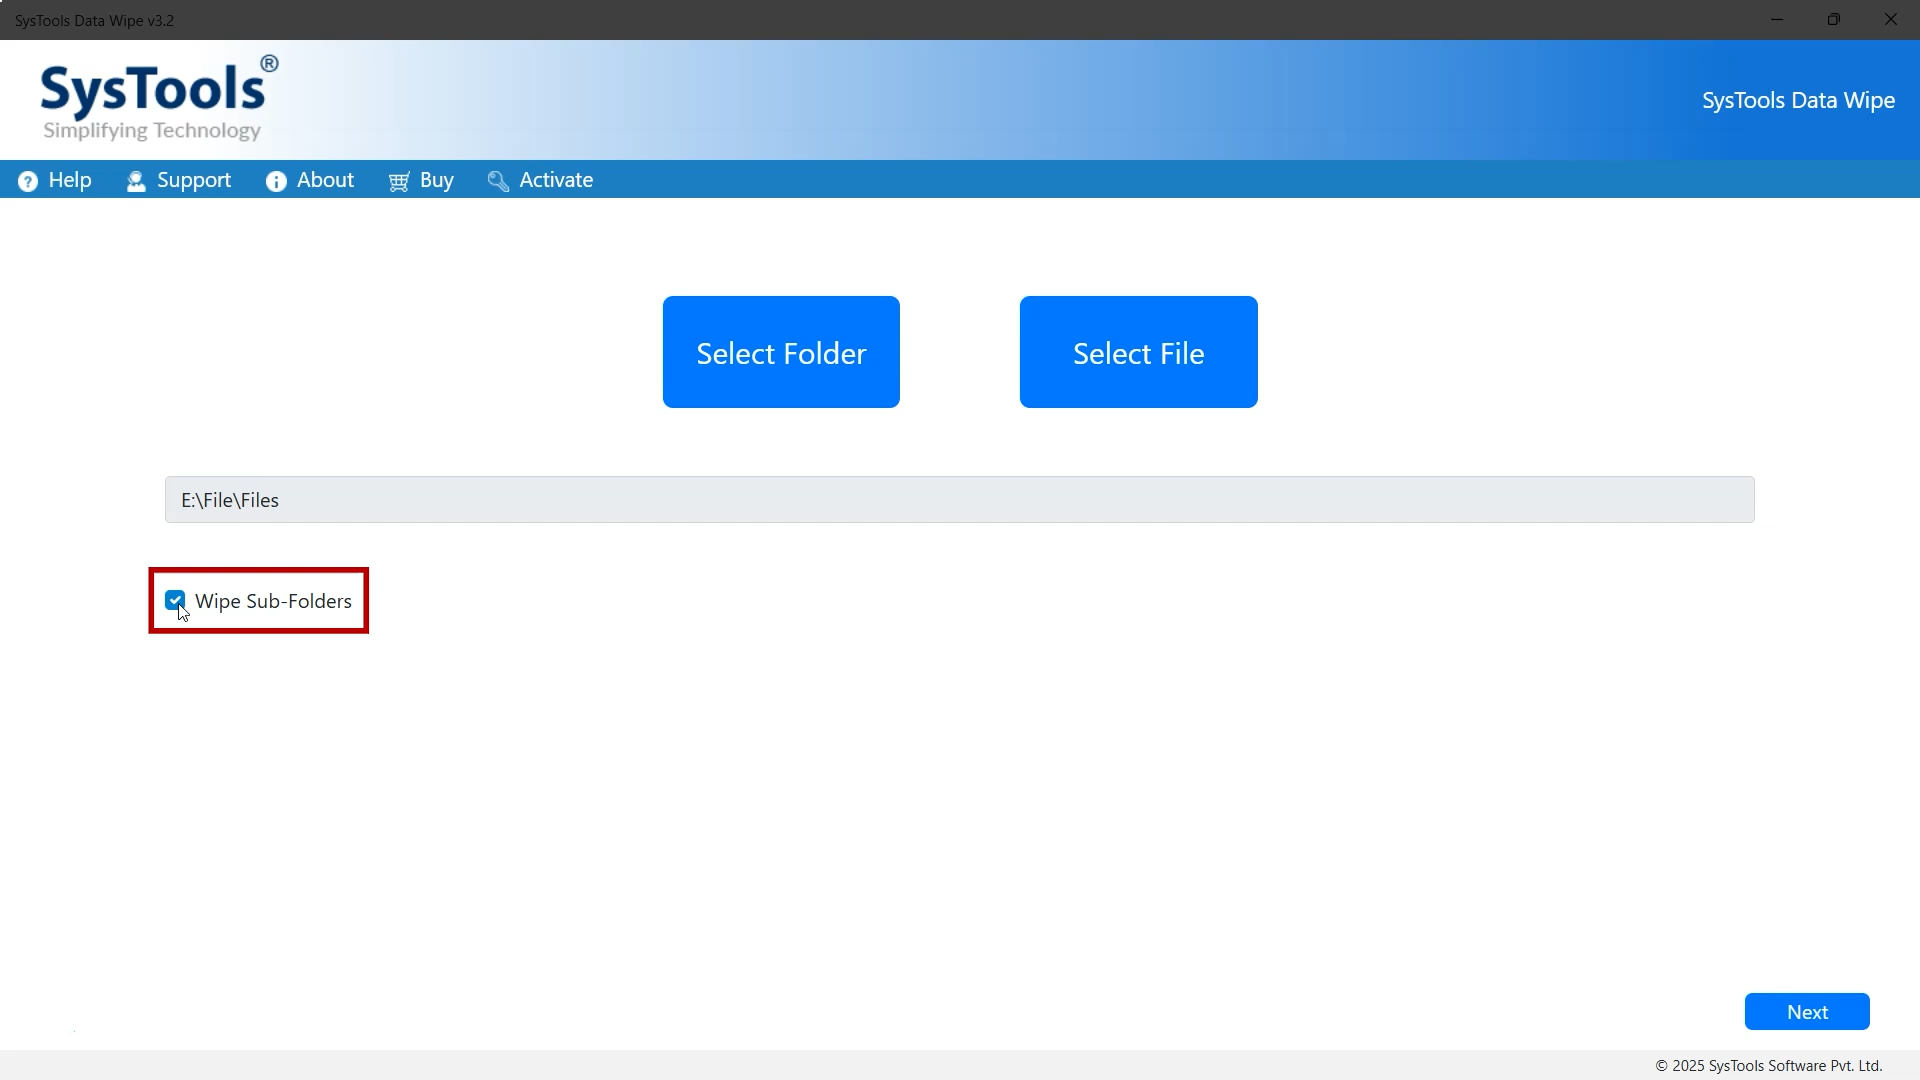 SysTools Data Wipe v3.2
SysTools®
Simplifying Technology
SysTools Data Wipe
Help Support About Buy Activate
Select Folder Select File
E:\File\Files
Wipe Sub-Folders
Next
© 2025 SysTools Software Pvt. Ltd.